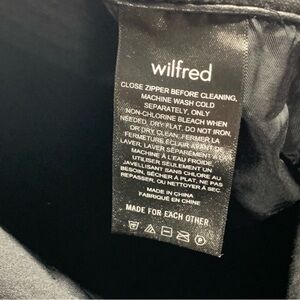 wilfred
CLOSE ZIPPER BEFORE CLEANING,
MACHINE WASH COLD
SEPARATELY, ONLY
NON-CHLORINE BLEACH WHEN
NEEDED, DRY FLAT. DO NOT IRON,
OR DRY CLEAN. FERMER LA
FERMETURE ÉCLAIR AVANT DE
LAVER, LAVER SÉPARÉMENT À
LA MACHINE À L'EAU FROIDE
UTILISER SEULEMENT UN
JAVELLISANT SANS CHLORE AU
BESOIN, SÉCHER À PLAT. NE PAS
REPASSER, OU NETTOYER À SEC.
MADE IN CHINA
FABRIQUÉ EN CHINE
MADE FOR EACH OTHER